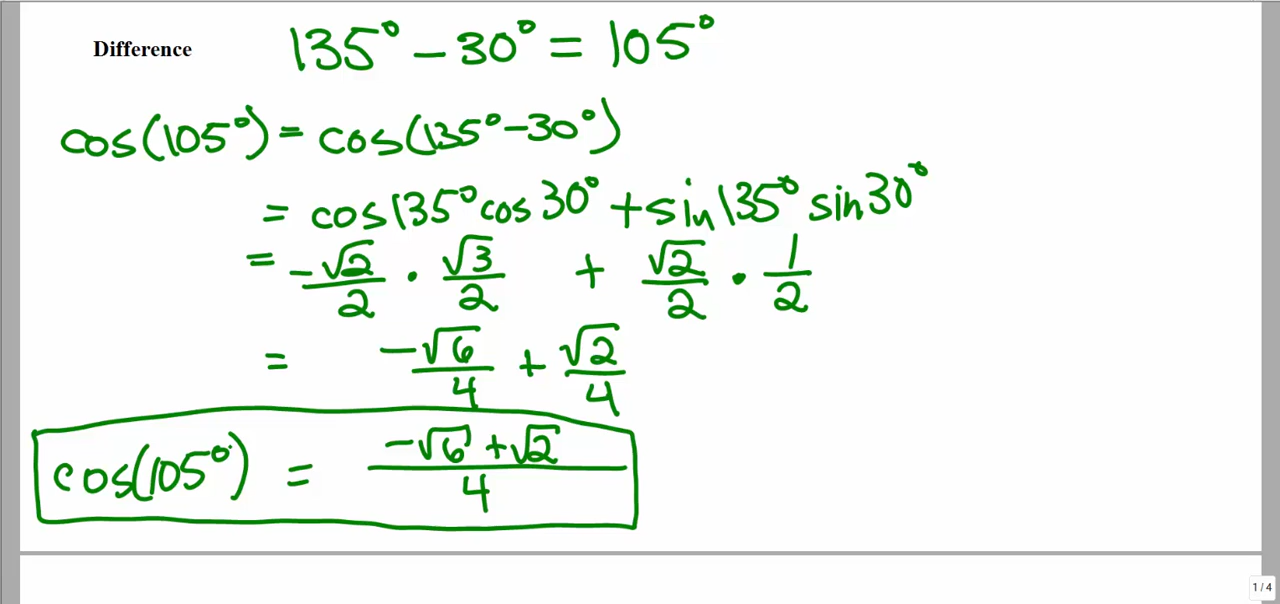 Difference 135° - 30° = 105°
cos(105°) = cos(135° - 30°)
= cos135° cos30° + sin135° sin30°
= -√2/2 · √3/2 + √2/2 · 1/2
= -√6/4 + √2/4
cos(105°) = (-√6 + √2)/4
1/4